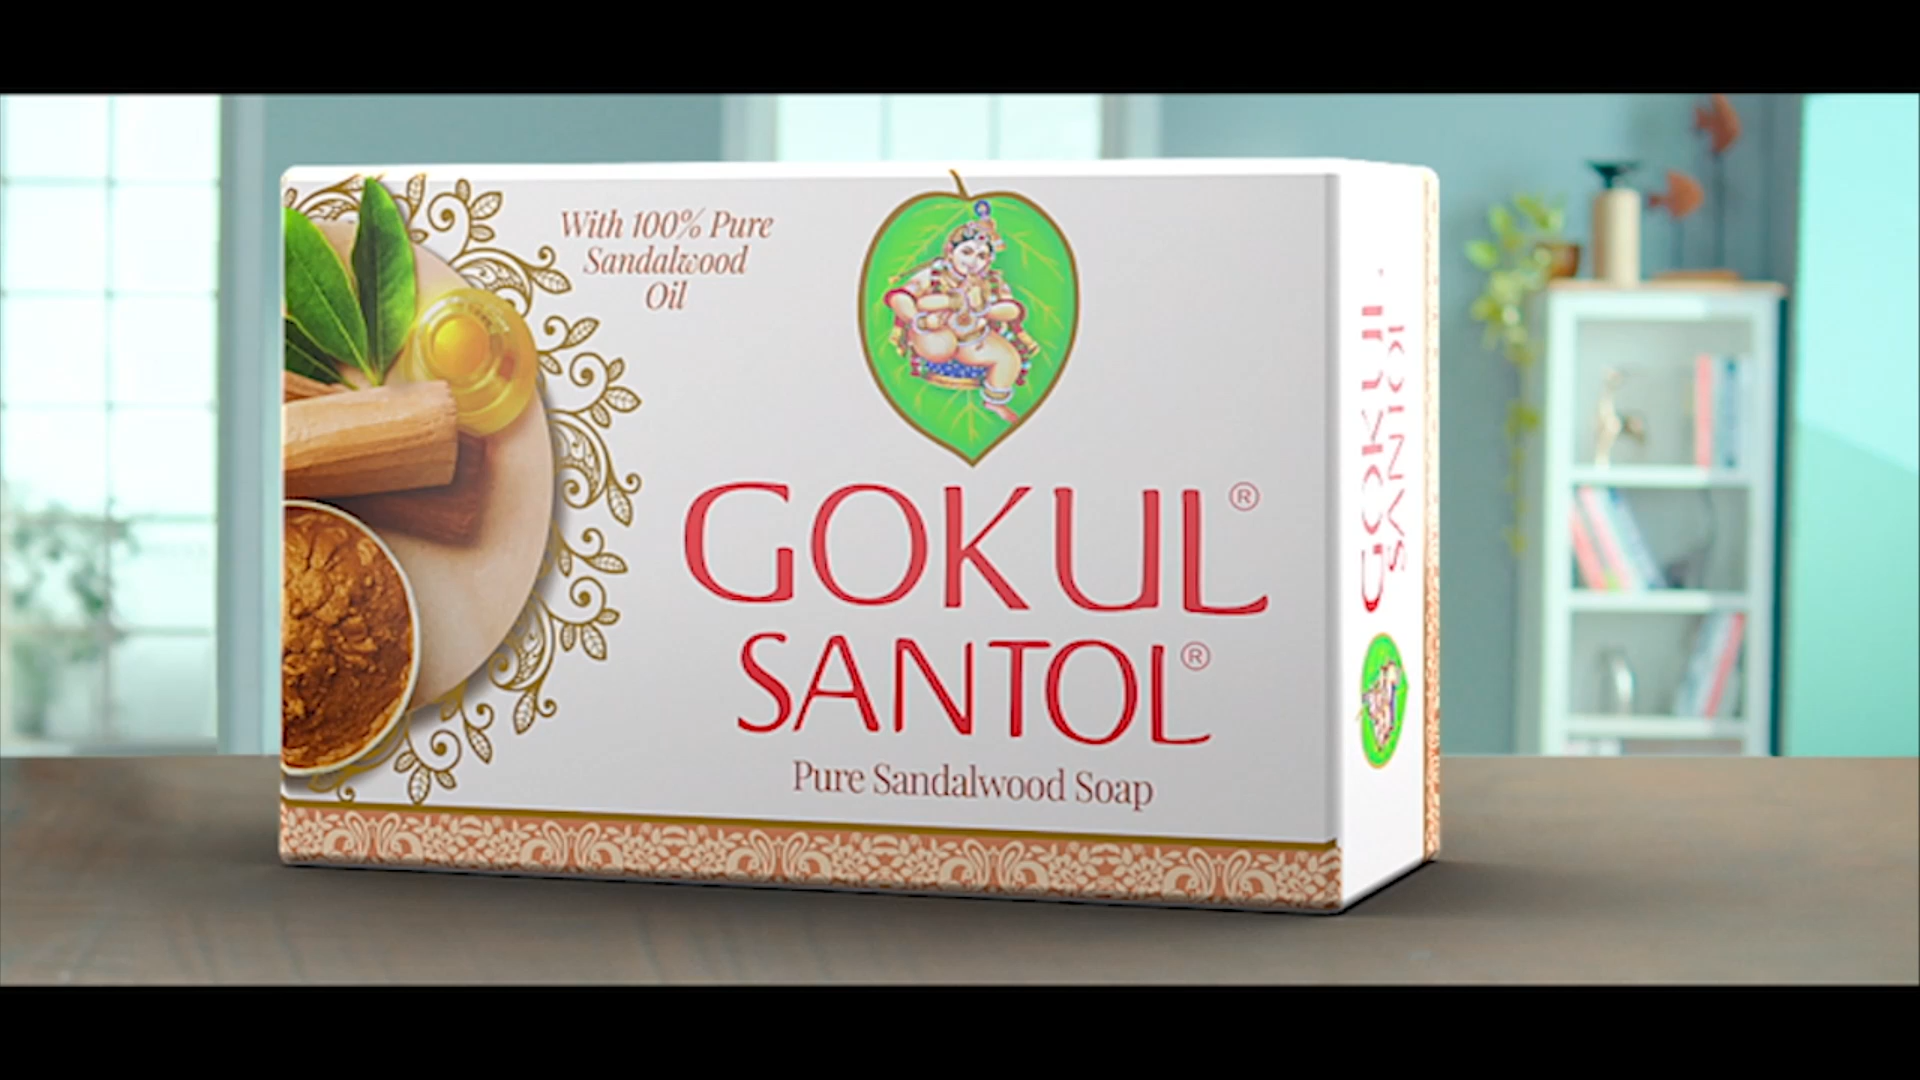 With 100% Pure
Sandalwood
Oil
GOKUL®
SANTOL®
Pure Sandalwood Soap
GOKUL
SANTOL